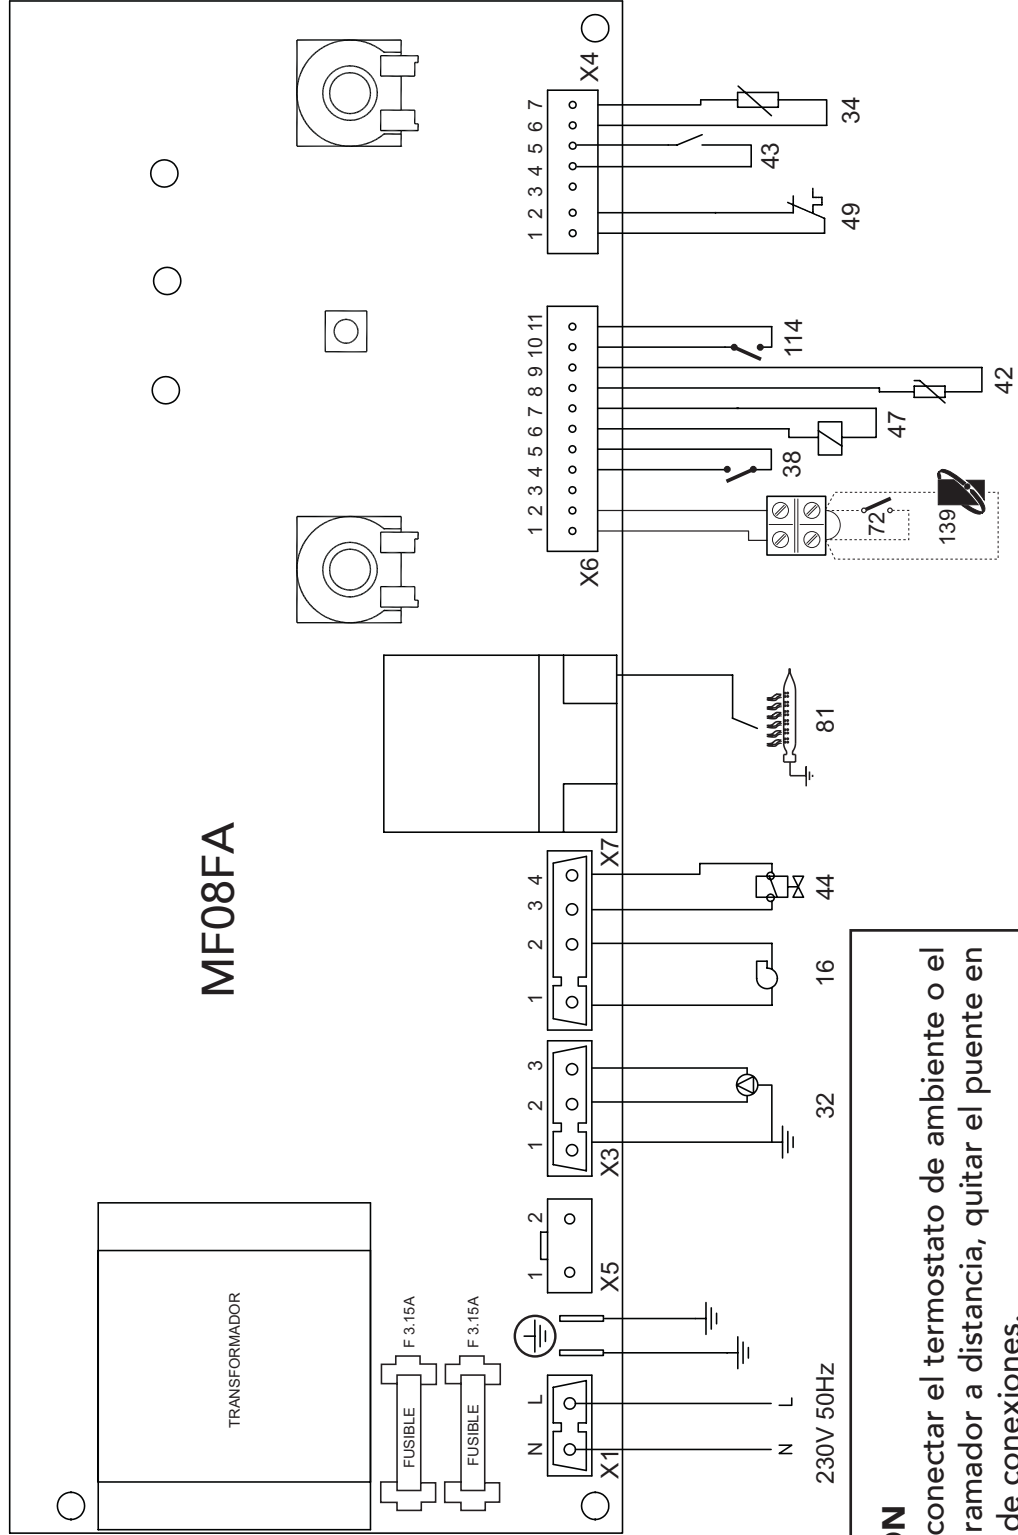 MF08FA
TRANSFORMADOR
FUSIBLE F 3.15A
FUSIBLE F 3.15A
N L
1 2
1 2 3
1 2 3 4
1 2 3 4 5 6 7 8 9 10 11
1 2 3 4 5 6 7
X1
X5
X3
X7
X6
X4
N L
230V 50Hz
32
16
44
81
72
139
38
47
42
114
49
43
34
ON
conectar el termostato de ambiente o el
ramador a distancia, quitar el puente en
de conexiones.